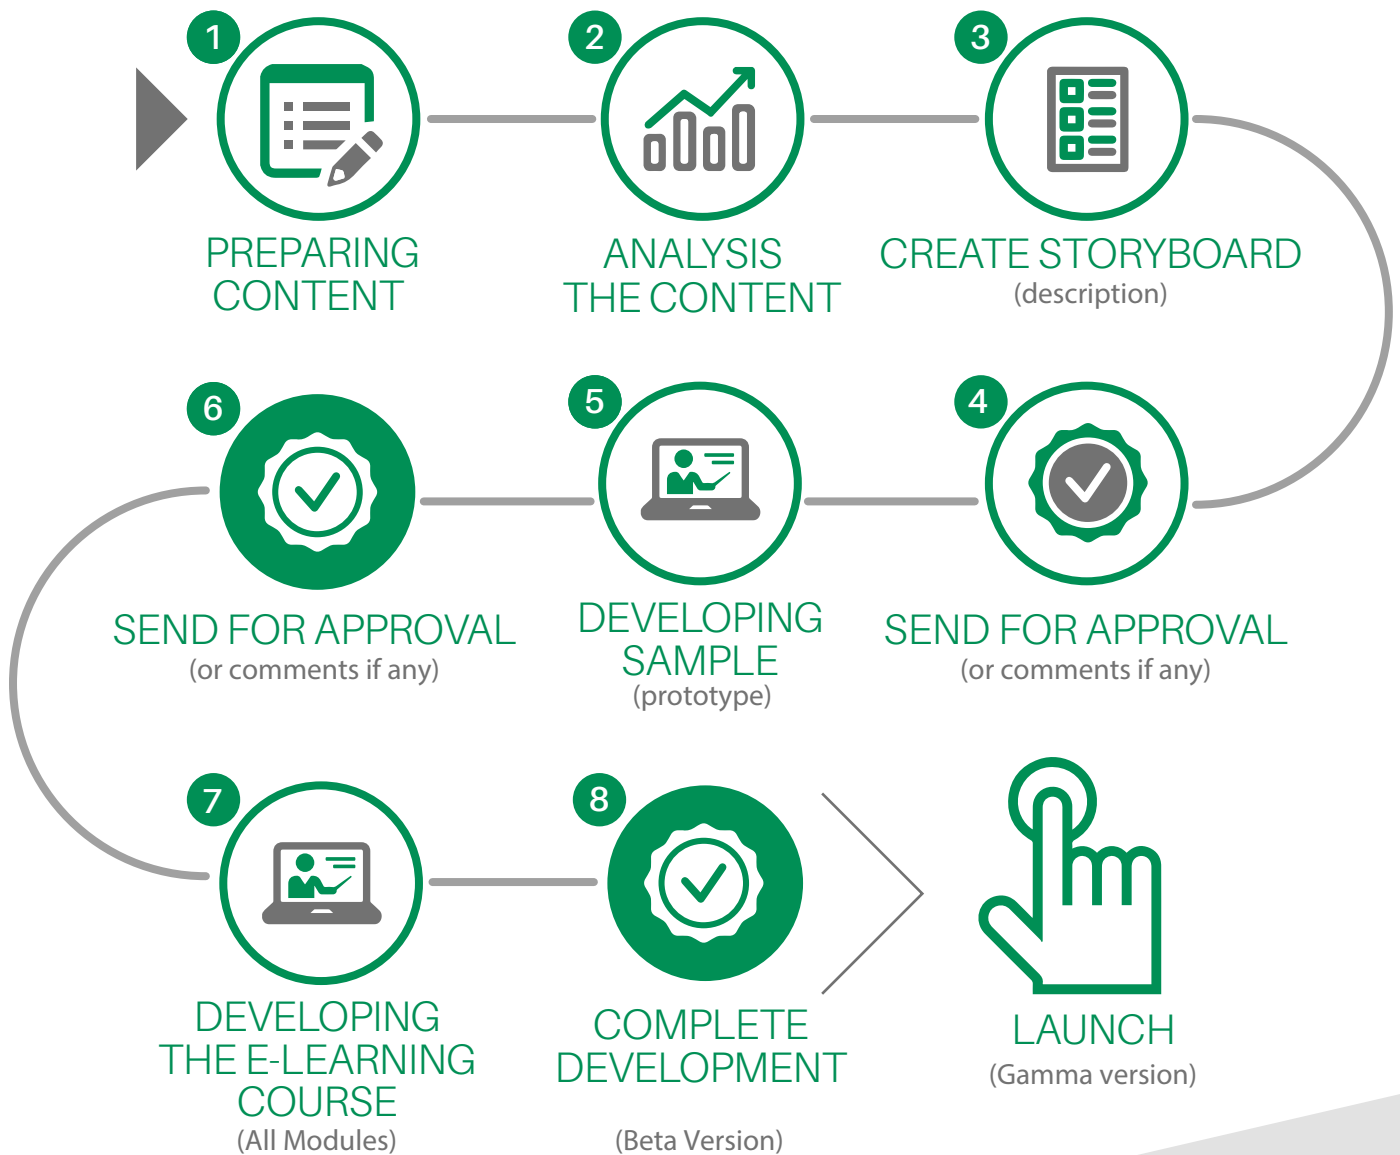 1
PREPARING
CONTENT
2
ANALYSIS
THE CONTENT
3
CREATE STORYBOARD
(description)
4
SEND FOR APPROVAL
(or comments if any)
5
DEVELOPING
SAMPLE
(prototype)
6
SEND FOR APPROVAL
(or comments if any)
7
DEVELOPING
THE E-LEARNING
COURSE
(All Modules)
8
COMPLETE
DEVELOPMENT
(Beta Version)
LAUNCH
(Gamma version)